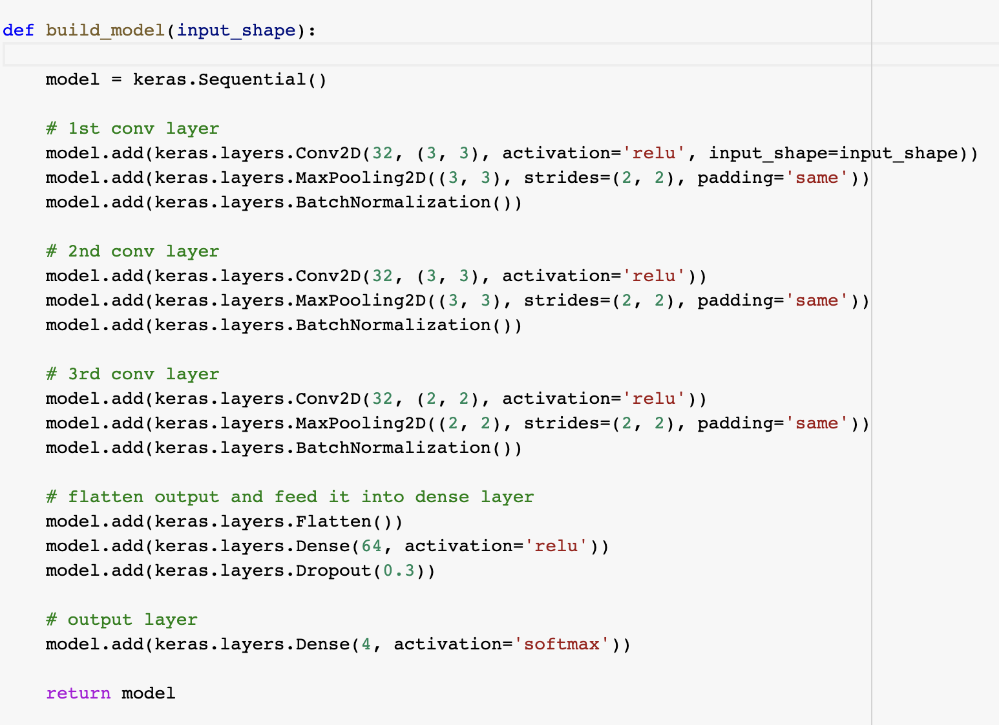 def build_model(input_shape):
    model = keras.Sequential()
    # 1st conv layer
    model.add(keras.layers.Conv2D(32, (3, 3), activation='relu', input_shape=input_shape))
    model.add(keras.layers.MaxPooling2D((3, 3), strides=(2, 2), padding='same'))
    model.add(keras.layers.BatchNormalization())
    # 2nd conv layer
    model.add(keras.layers.Conv2D(32, (3, 3), activation='relu'))
    model.add(keras.layers.MaxPooling2D((3, 3), strides=(2, 2), padding='same'))
    model.add(keras.layers.BatchNormalization())
    # 3rd conv layer
    model.add(keras.layers.Conv2D(32, (2, 2), activation='relu'))
    model.add(keras.layers.MaxPooling2D((2, 2), strides=(2, 2), padding='same'))
    model.add(keras.layers.BatchNormalization())
    # flatten output and feed it into dense layer
    model.add(keras.layers.Flatten())
    model.add(keras.layers.Dense(64, activation='relu'))
    model.add(keras.layers.Dropout(0.3))
    # output layer
    model.add(keras.layers.Dense(4, activation='softmax'))
    return model